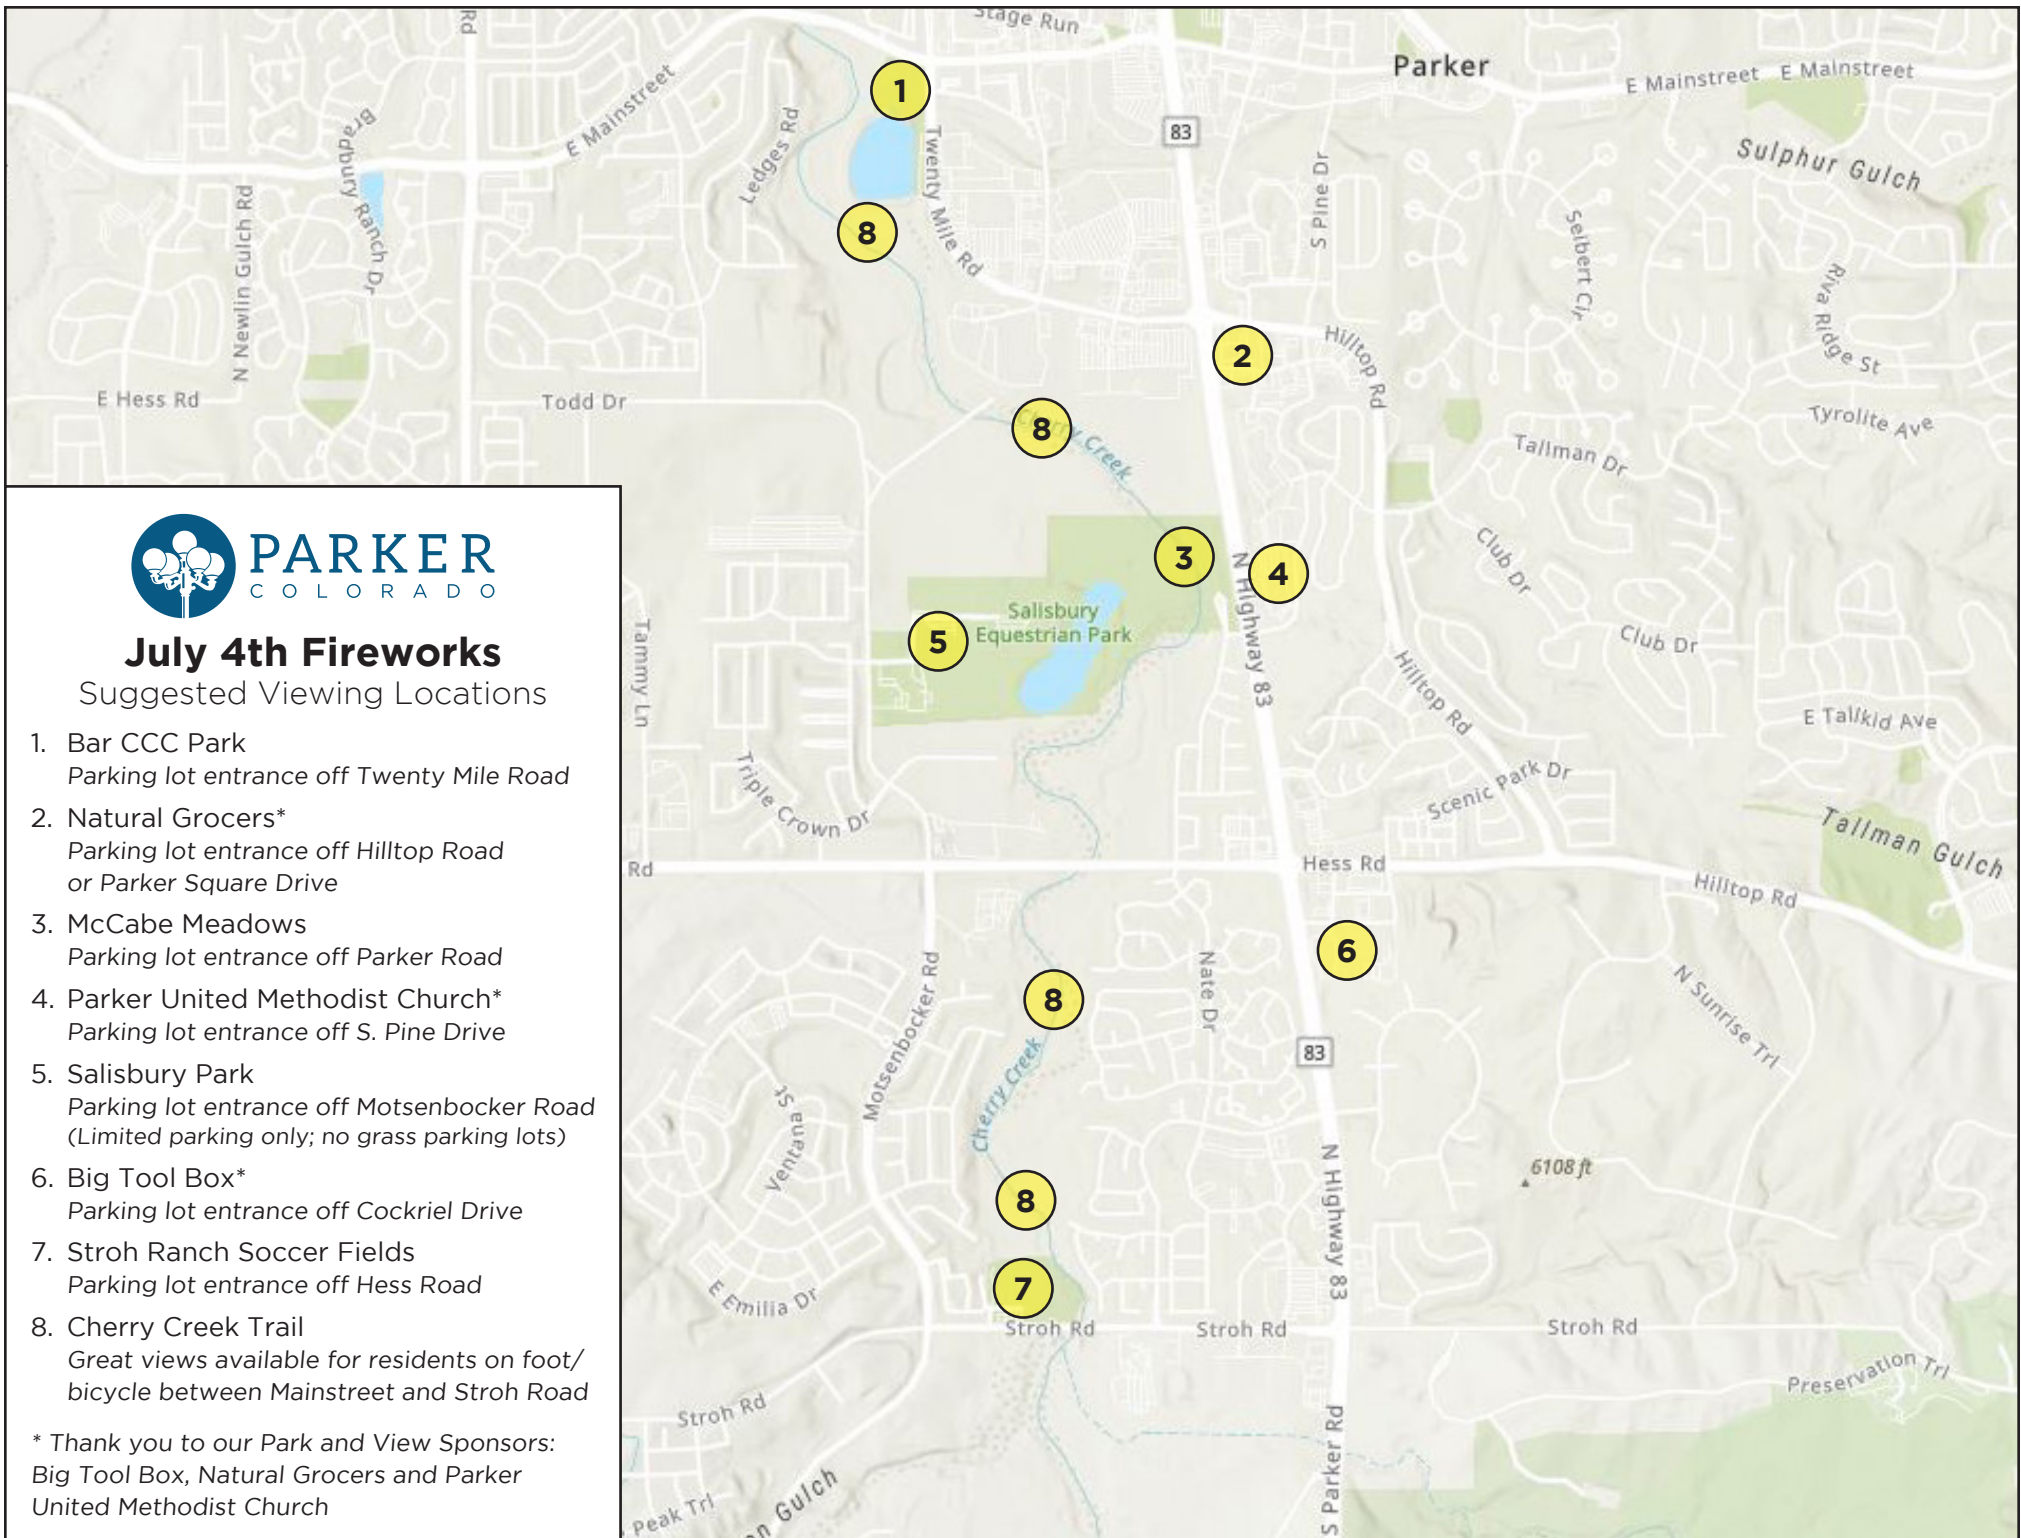 Rd
Stage Run
Parker
E Mainstreet
E Mainstreet
1
83
E Mainstreet
Bradbury Ranch Dr
Ledges Rd
Twenty Mile Rd
Sulphur Gulch
S Pine Dr
N Newlin Gulch Rd
8
Selbert Cir
Riva Ridge St
2
Hilltop Rd
E Hess Rd
Todd Dr
8
Cherry Creek
Tyrolite Ave
Tallman Dr
3
4
N Highway 83
Club Dr
Salisbury
Equestrian Park
5
Club Dr
Tammy Ln
Hilltop Rd
E Tallkid Ave
Triple Crown Dr
Scenic Park Dr
Tallman Gulch
Rd
Hess Rd
Hilltop Rd
6
Motsenbocker Rd
Nate Dr
N Sunrise Trl
8
83
Cherry Creek
Ventana St
6108 ft
N Highway 83
8
7
E Emilia Dr
Stroh Rd
Stroh Rd
Stroh Rd
Preservation Trl
Stroh Rd
S Parker Rd
Peak Trl
on Gulch
PARKER
COLORADO
July 4th Fireworks
Suggested Viewing Locations
1. Bar CCC Park
Parking lot entrance off Twenty Mile Road
2. Natural Grocers*
Parking lot entrance off Hilltop Road
or Parker Square Drive
3. McCabe Meadows
Parking lot entrance off Parker Road
4. Parker United Methodist Church*
Parking lot entrance off S. Pine Drive
5. Salisbury Park
Parking lot entrance off Motsenbocker Road
(Limited parking only; no grass parking lots)
6. Big Tool Box*
Parking lot entrance off Cockriel Drive
7. Stroh Ranch Soccer Fields
Parking lot entrance off Hess Road
8. Cherry Creek Trail
Great views available for residents on foot/
bicycle between Mainstreet and Stroh Road
* Thank you to our Park and View Sponsors:
Big Tool Box, Natural Grocers and Parker
United Methodist Church